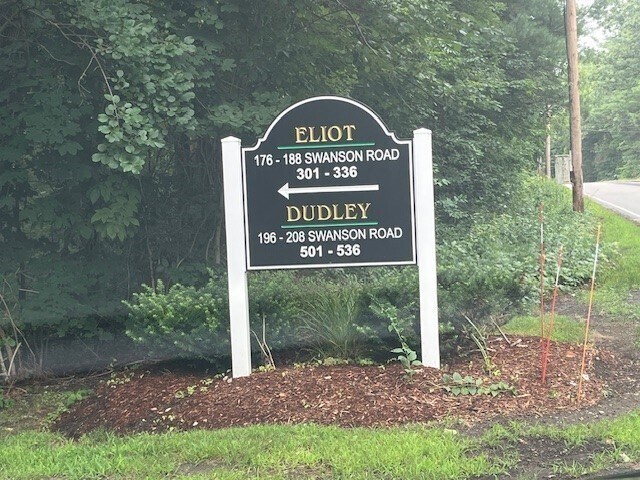 ELIOT
176 - 188 SWANSON ROAD
301 - 336
DUDLEY
196 - 208 SWANSON ROAD
501 - 536